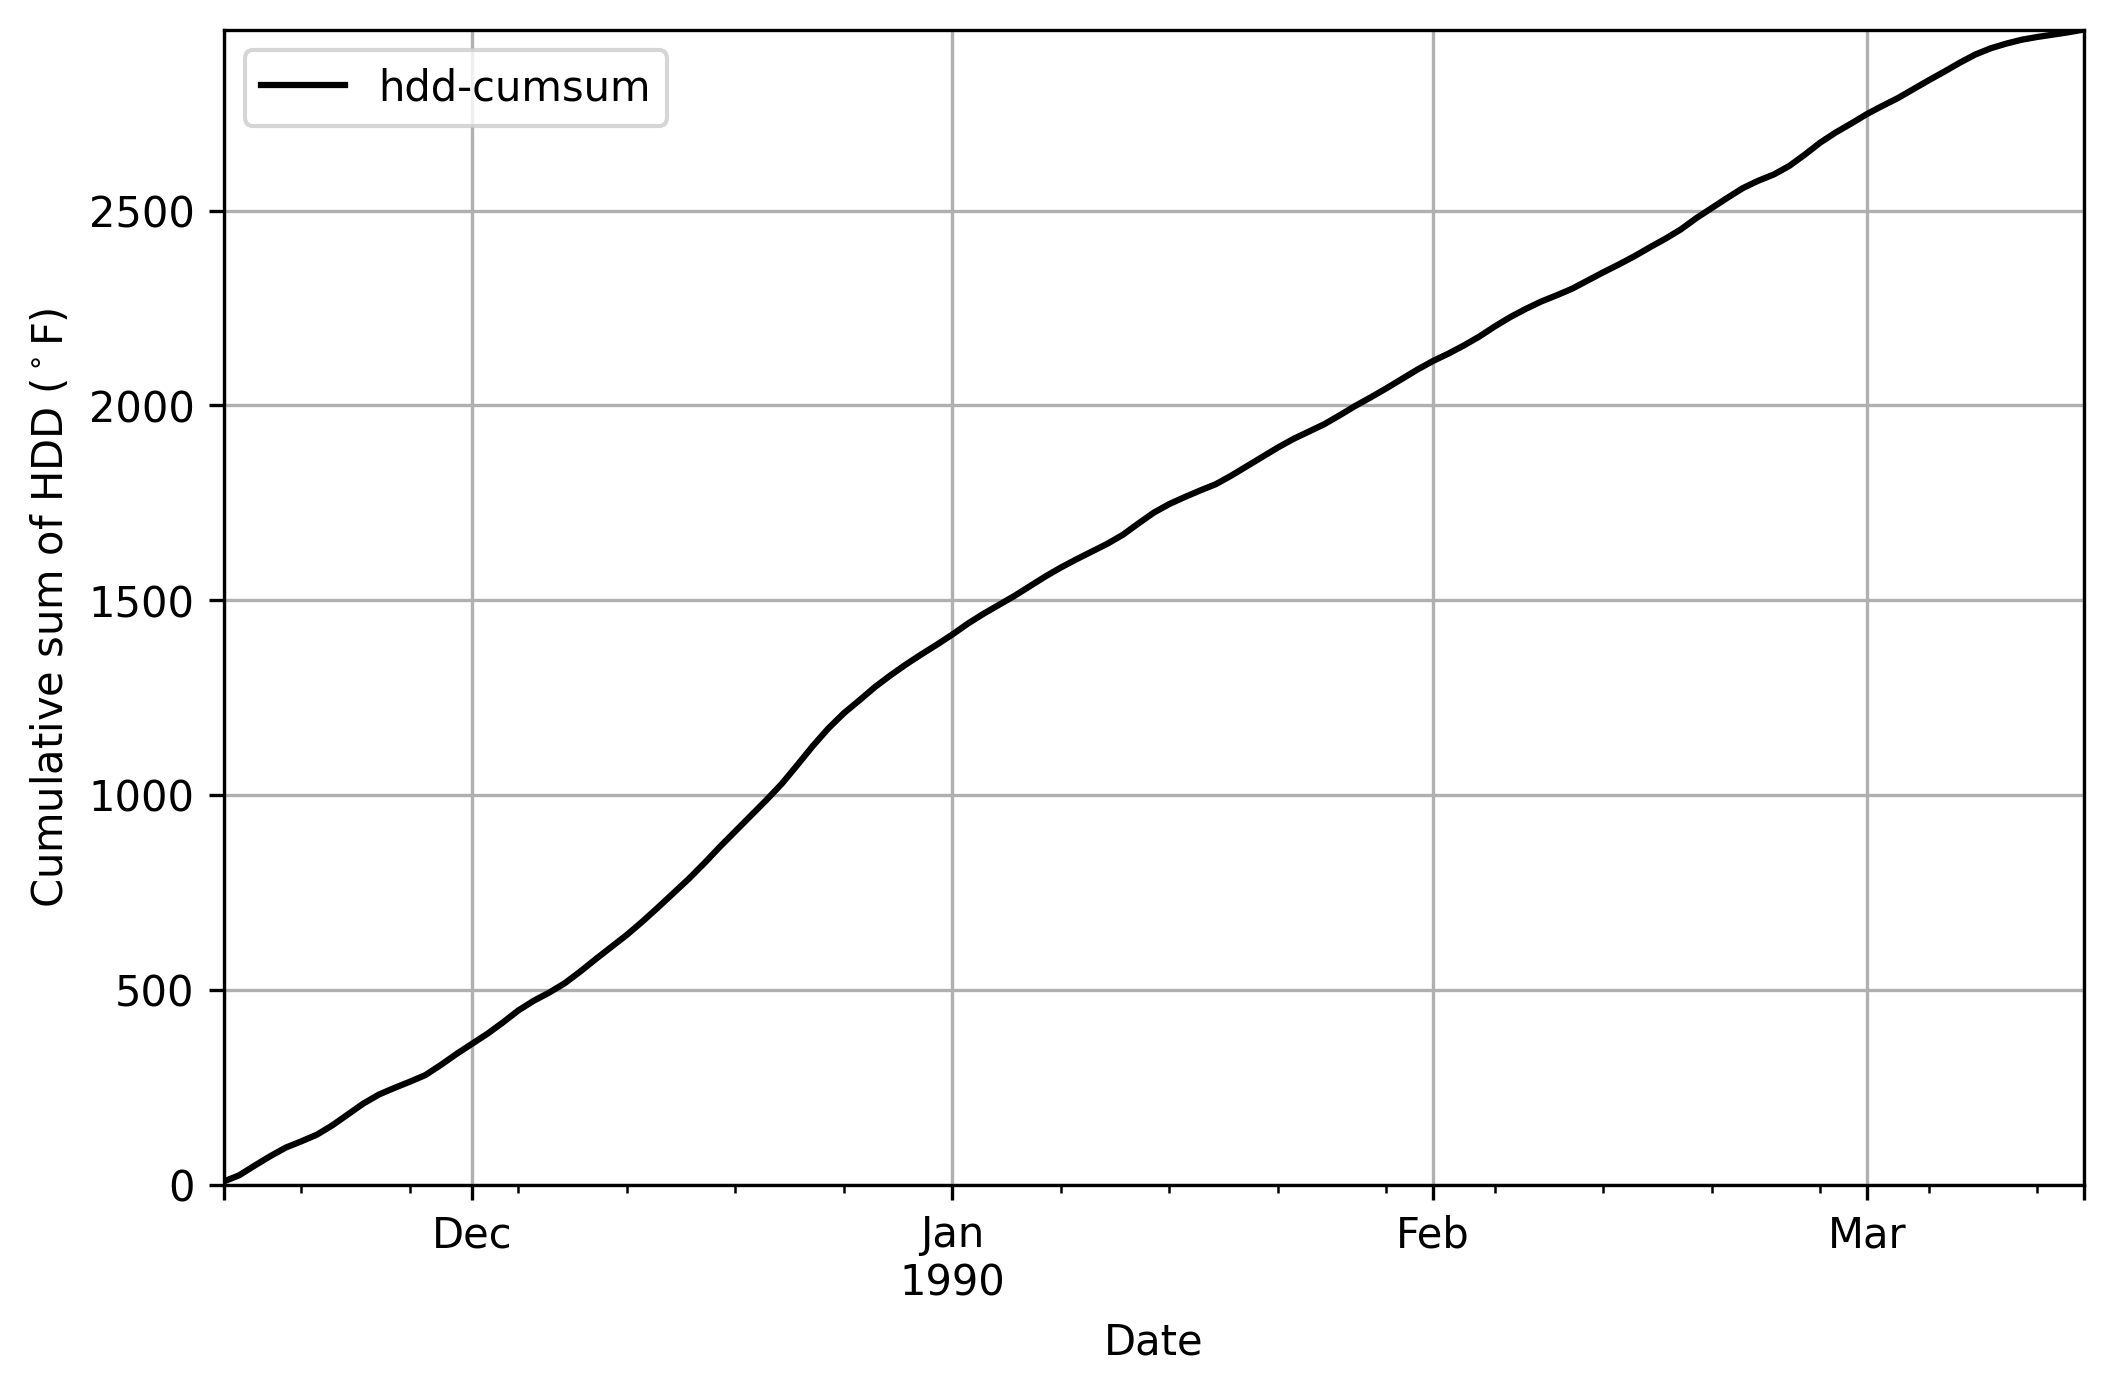 hdd-cumsum
Cumulative sum of HDD (°F)
2500
2000
1500
1000
500
0
Dec
Jan
1990
Feb
Mar
Date